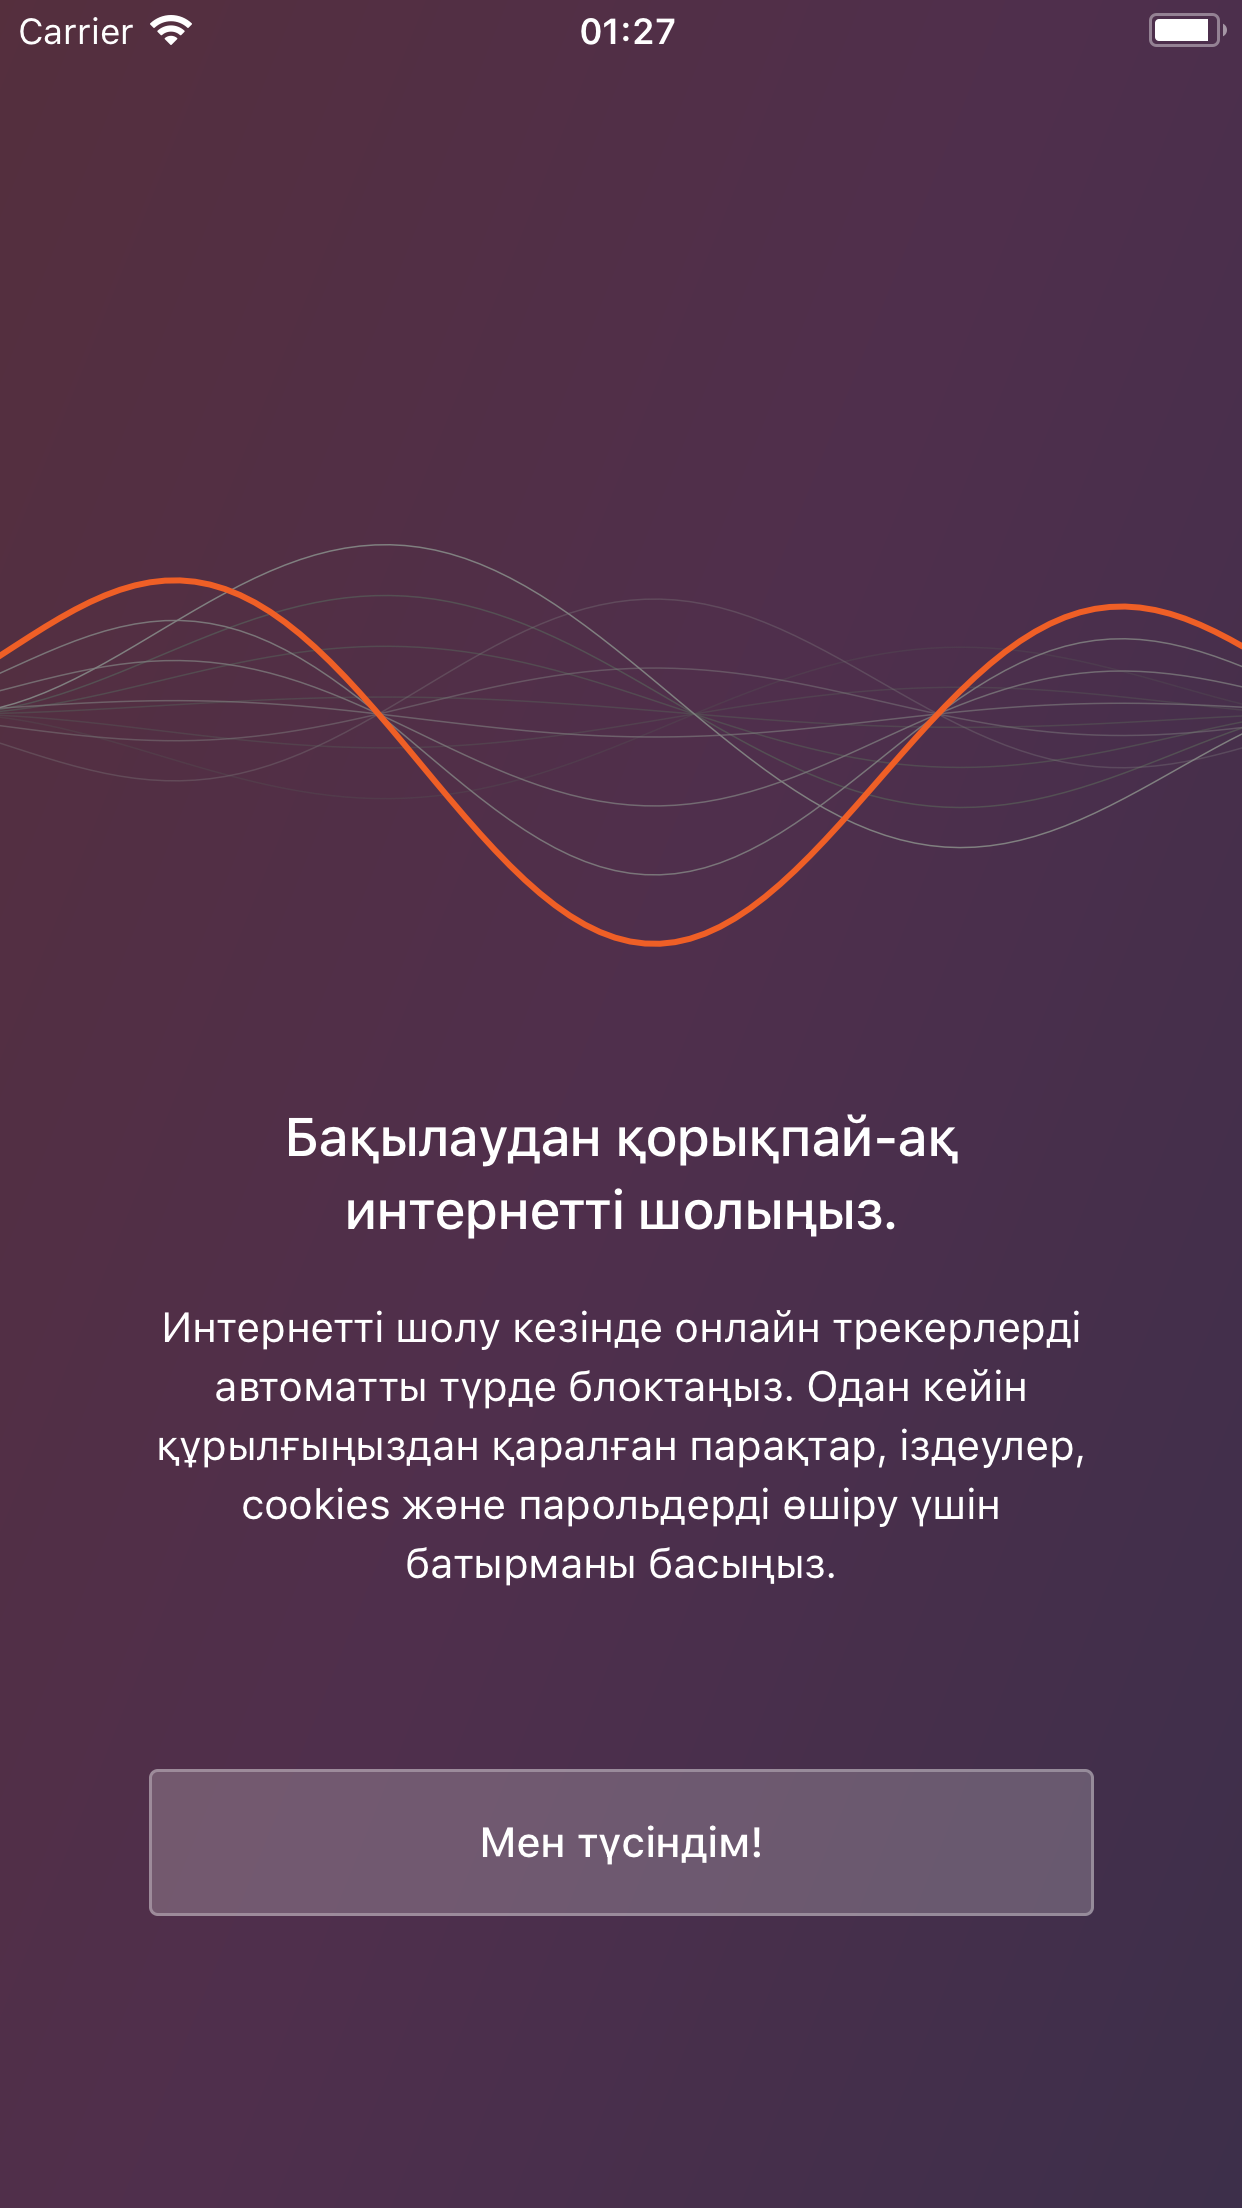 Carrier 01:27
Бақылаудан қорықпай-ақ
интернетті шолыңыз.
Интернетті шолу кезінде онлайн трекерлерді
автоматты түрде блоктаңыз. Одан кейін
құрылғыңыздан қаралған парақтар, іздеулер,
cookies және парольдерді өшіру үшін
батырманы басыңыз.
Мен түсіндім!